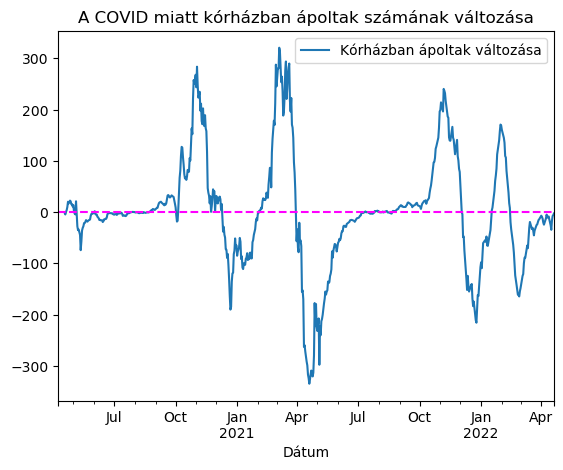 A COVID miatt kórházban ápoltak számának változása
Kórházban ápoltak változása
300
200
100
0
−100
−200
−300
Jul
Oct
Jan
2021
Apr
Jul
Oct
Jan
2022
Apr
Dátum